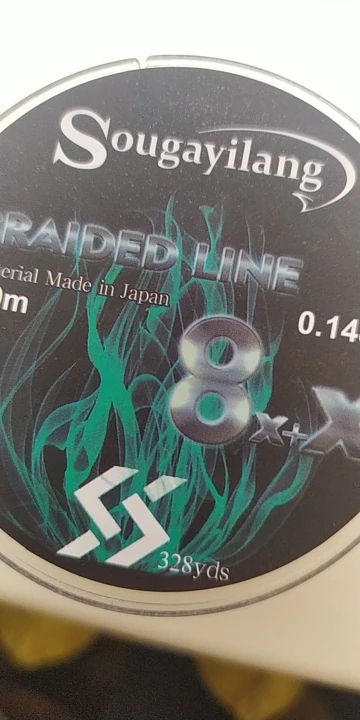 Sougayilang
RAIDED LINE
erial Made in Japan
0m
0.14
8x+X
328yds